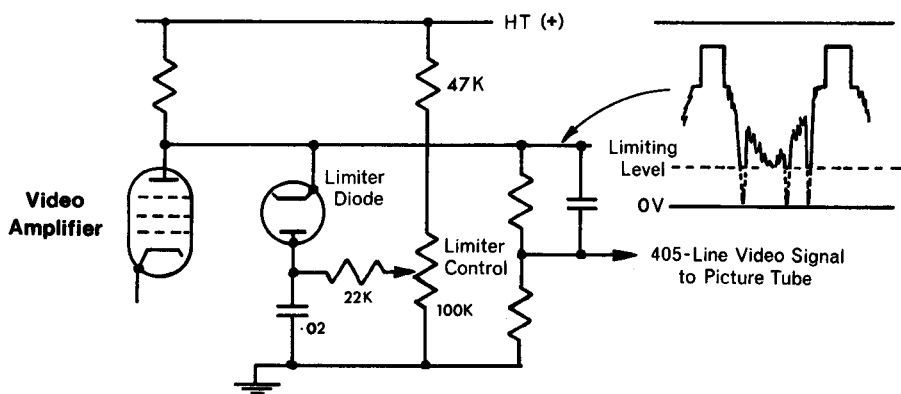 HT (+)
47K
Limiter
Diode
Video
Amplifier
Limiting
Level
0V
Limiter
Control
22K
100K
.02
405-Line Video Signal
to Picture Tube